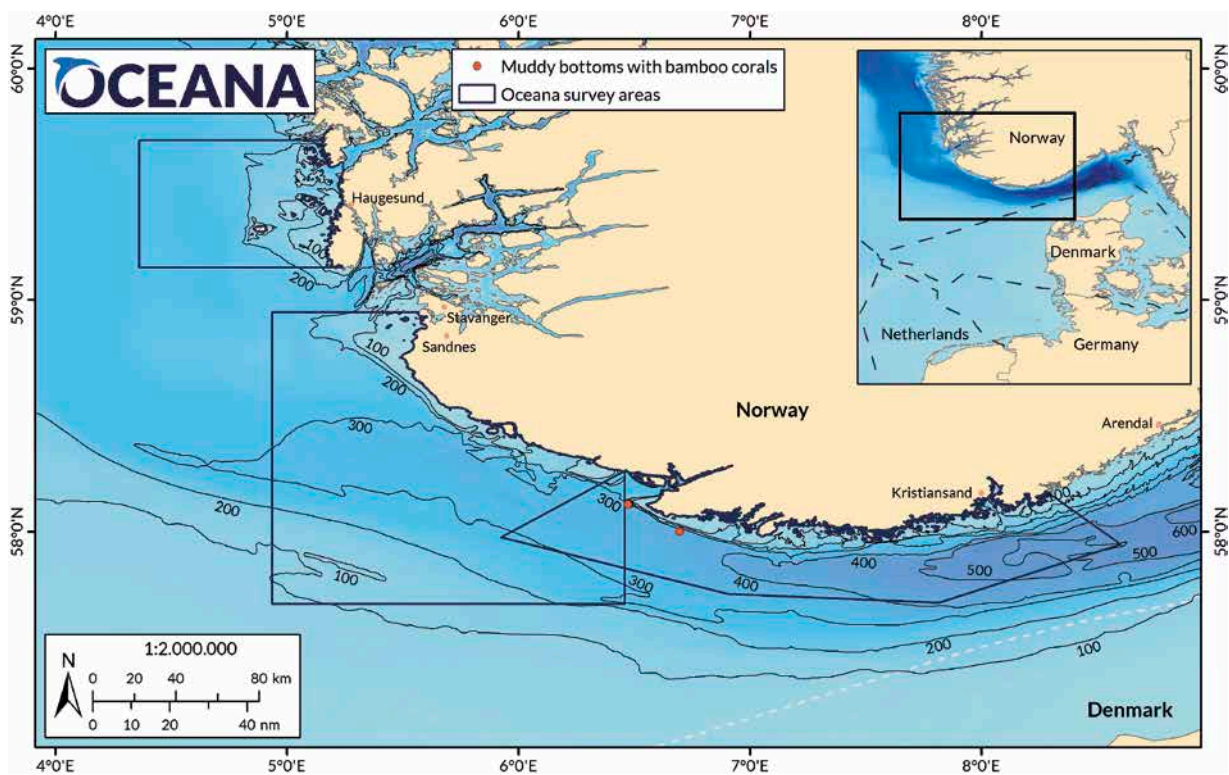 4°0'E
5°0'E
6°0'E
7°0'E
8°0'E
60°0'N
60°0'N
OCEANA
Muddy bottoms with bamboo corals
Oceana survey areas
Norway
Denmark
Netherlands
Germany
Haugesund
100
200
59°0'N
59°0'N
Stavanger
Sandnes
100
200
Norway
Arendal
300
Kristiansand
300
200
600
58°0'N
58°0'N
500
400
500
400
100
300
200
100
1:2.000.000
N
0 20 40 80 km
0 10 20 40 nm
Denmark
4°0'E
5°0'E
6°0'E
7°0'E
8°0'E